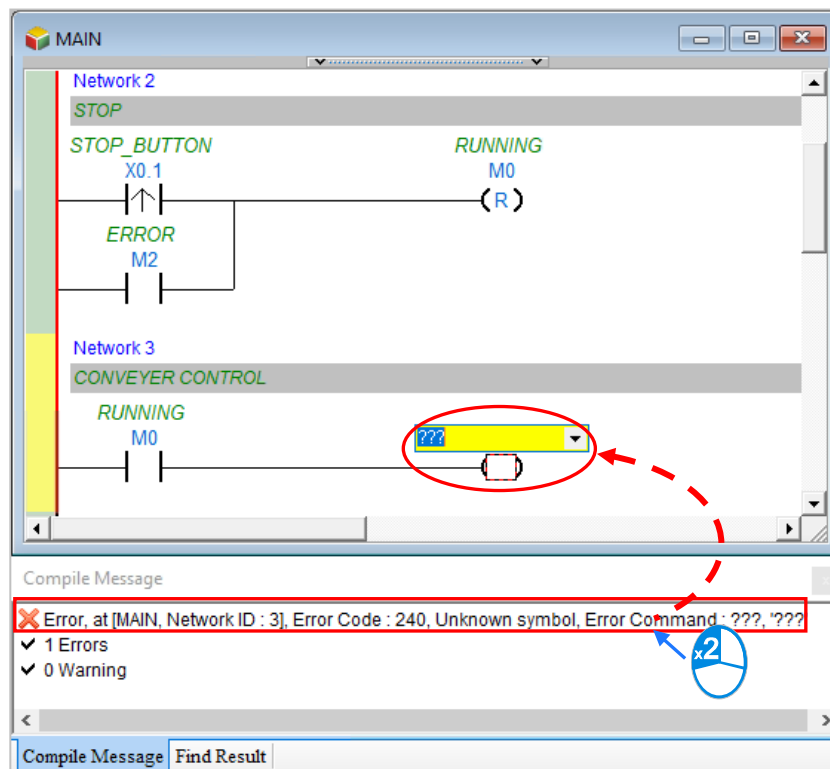 MAIN
Network 2
STOP
STOP_BUTTON RUNNING
X0.1 M0
R
ERROR
M2
Network 3
CONVEYER CONTROL
RUNNING
M0 ???
Compile Message
Error, at [MAIN, Network ID : 3], Error Code : 240, Unknown symbol, Error Command : ???, '???
1 Errors
0 Warning
x2
Compile Message Find Result